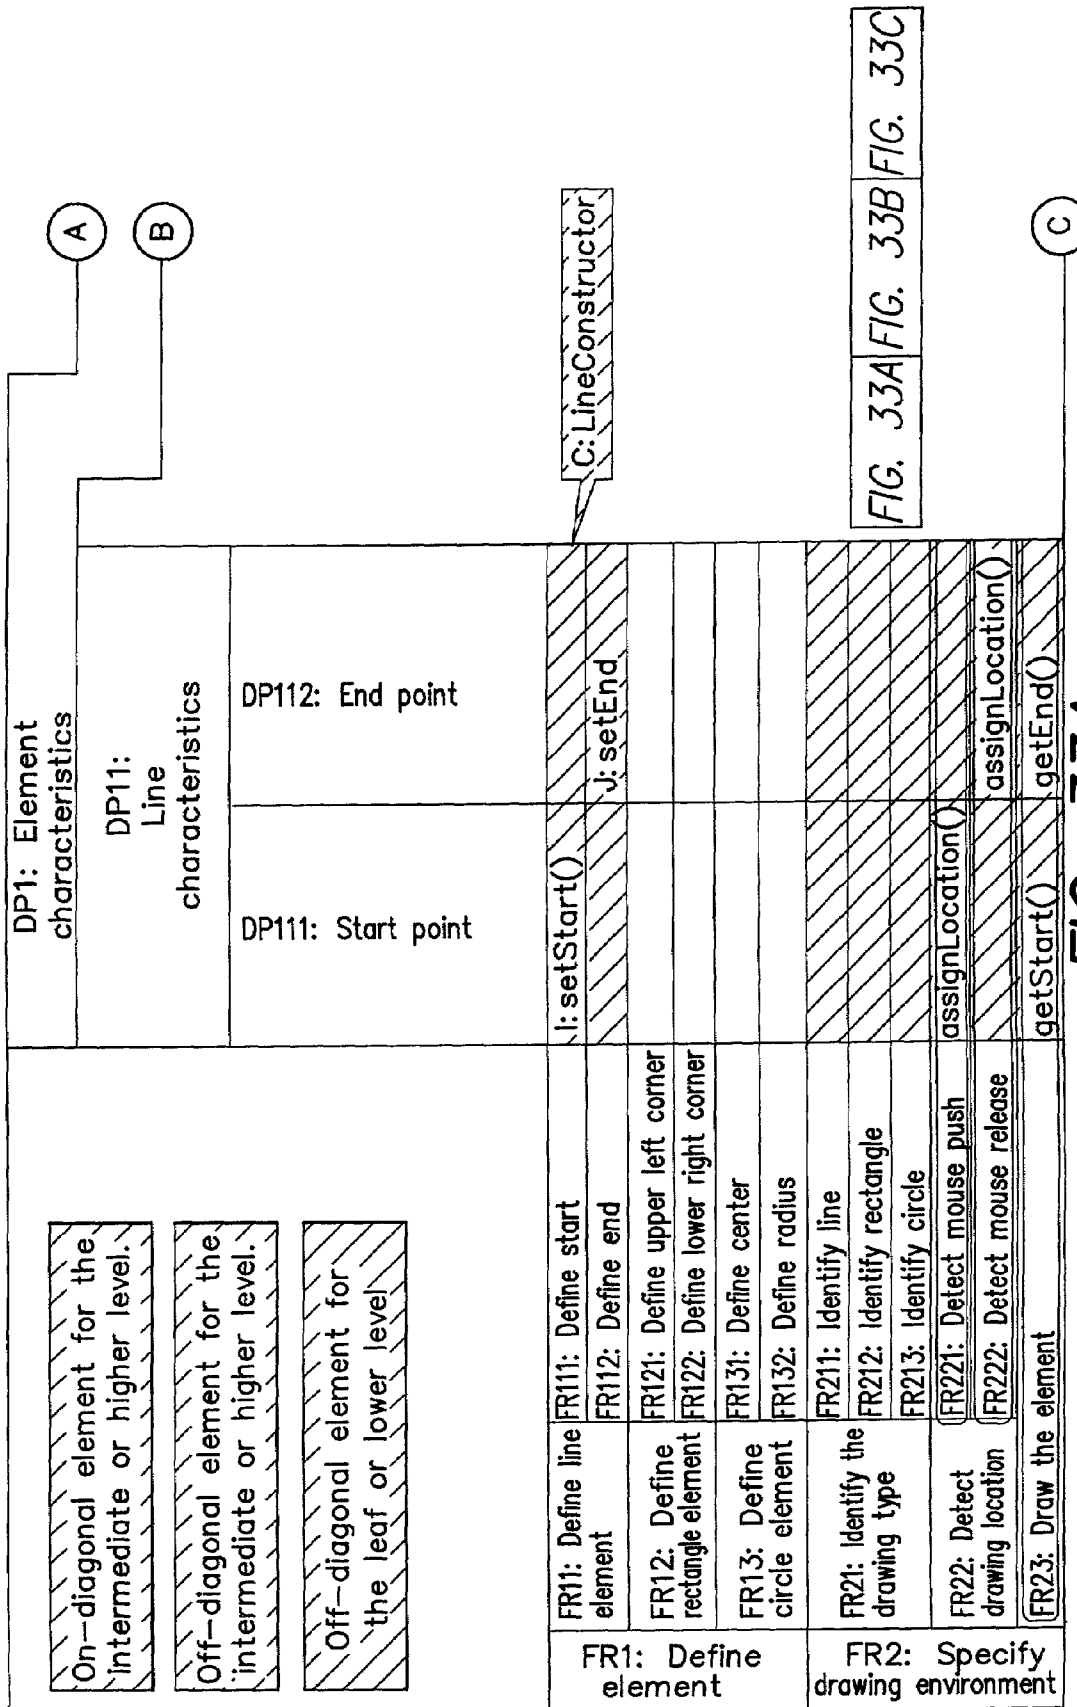 DP1: Element
characteristics
A
DP11:
Line
characteristics
B
DP111: Start point
DP112: End point
On-diagonal element for the
intermediate or higher level.
Off-diagonal element for the
intermediate or higher level.
Off-diagonal element for
the leaf or lower level
C: LineConstructor
FR1: Define
element
FR11: Define line
element
FR111: Define start
I: setStart()
FR112: Define end
J: setEnd
FR12: Define
rectangle element
FR121: Define upper left corner
FR122: Define lower right corner
FR13: Define
circle element
FR131: Define center
FR132: Define radius
FR2: Specify
drawing environment
FR21: Identify the
drawing type
FR211: Identify line
FR212: Identify rectangle
FR213: Identify circle
FR22: Detect
drawing location
FR221: Detect mouse push
assignLocation()
FR222: Detect mouse release
assignLocation()
FR23: Draw the element
getStart()
getEnd()
C
FIG. 33A FIG. 33B FIG. 33C